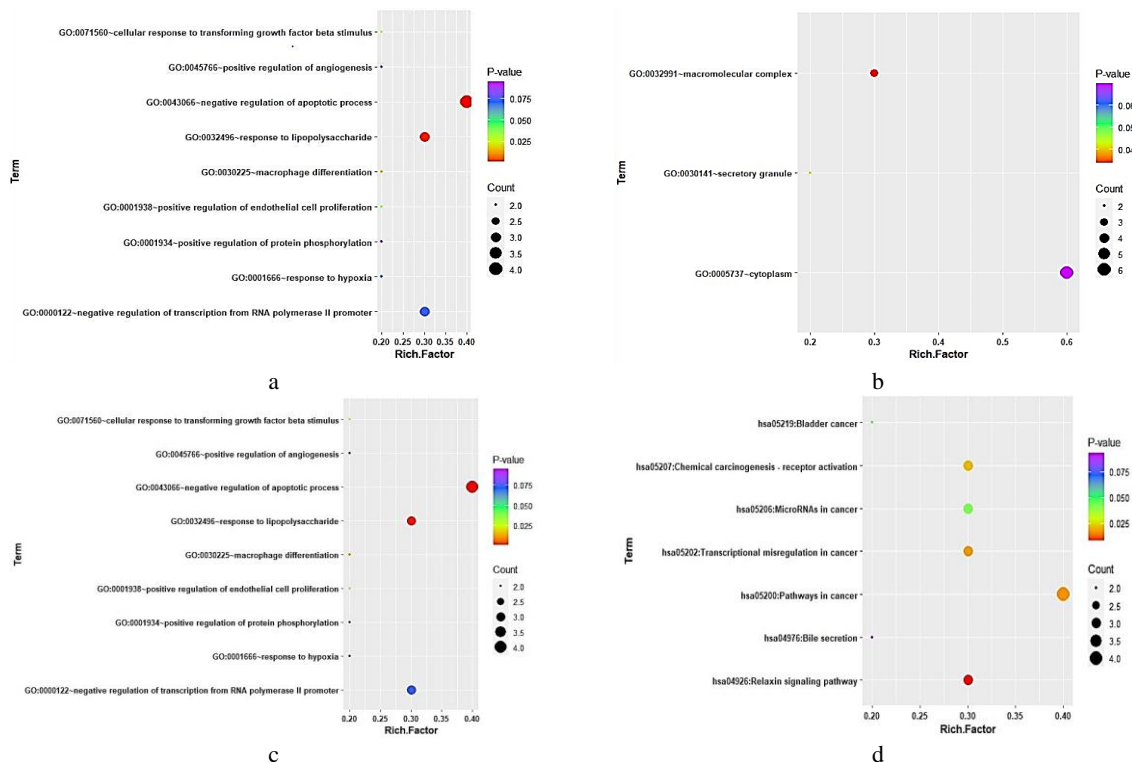 GO:0071560~cellular response to transforming growth factor beta stimulus
GO:0045766~positive regulation of angiogenesis
GO:0043066~negative regulation of apoptotic process
GO:0032496~response to lipopolysaccharide
GO:0030225~macrophage differentiation
GO:0001938~positive regulation of endothelial cell proliferation
GO:0001934~positive regulation of protein phosphorylation
GO:0001666~response to hypoxia
GO:0000122~negative regulation of transcription from RNA polymerase II promoter
Term
0.20 0.25 0.30 0.35 0.40
Rich.Factor
P-value
0.075
0.050
0.025
Count
2.0
2.5
3.0
3.5
4.0
a
GO:0032991~macromolecular complex
GO:0030141~secretory granule
GO:0005737~cytoplasm
Term
0.2 0.3 0.4 0.5 0.6
Rich.Factor
P-value
Count
2
3
4
5
6
b
GO:0071560~cellular response to transforming growth factor beta stimulus
GO:0045766~positive regulation of angiogenesis
GO:0043066~negative regulation of apoptotic process
GO:0032496~response to lipopolysaccharide
GO:0030225~macrophage differentiation
GO:0001938~positive regulation of endothelial cell proliferation
GO:0001934~positive regulation of protein phosphorylation
GO:0001666~response to hypoxia
GO:0000122~negative regulation of transcription from RNA polymerase II promoter
Term
0.20 0.25 0.30 0.35 0.40
Rich.Factor
P-value
0.075
0.050
0.025
Count
2.0
2.5
3.0
3.5
4.0
c
hsa05219:Bladder cancer
hsa05207:Chemical carcinogenesis - receptor activation
hsa05206:MicroRNAs in cancer
hsa05202:Transcriptional misregulation in cancer
hsa05200:Pathways in cancer
hsa04976:Bile secretion
hsa04926:Relaxin signaling pathway
Term
0.20 0.25 0.30 0.35 0.40
Rich.Factor
P-value
0.075
0.050
0.025
Count
2.0
2.5
3.0
3.5
4.0
d